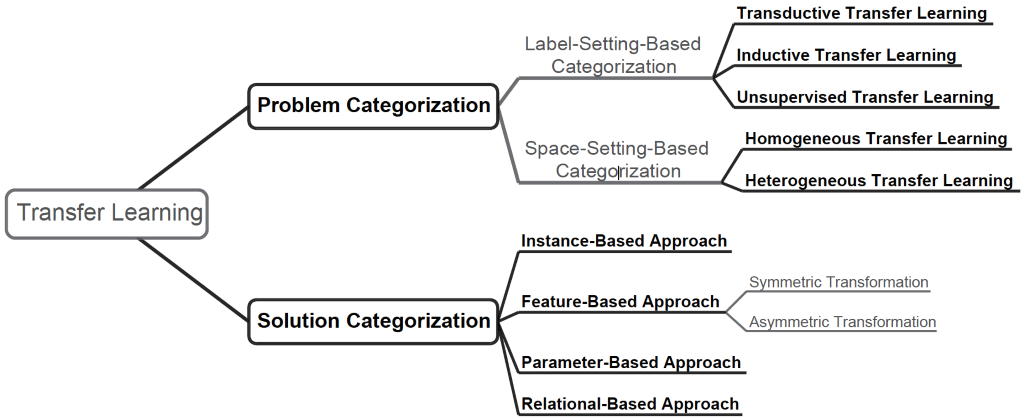 Transfer Learning
Problem Categorization
Label-Setting-Based
Categorization
Transductive Transfer Learning
Inductive Transfer Learning
Unsupervised Transfer Learning
Space-Setting-Based
Categorization
Homogeneous Transfer Learning
Heterogeneous Transfer Learning
Solution Categorization
Instance-Based Approach
Feature-Based Approach
Symmetric Transformation
Asymmetric Transformation
Parameter-Based Approach
Relational-Based Approach